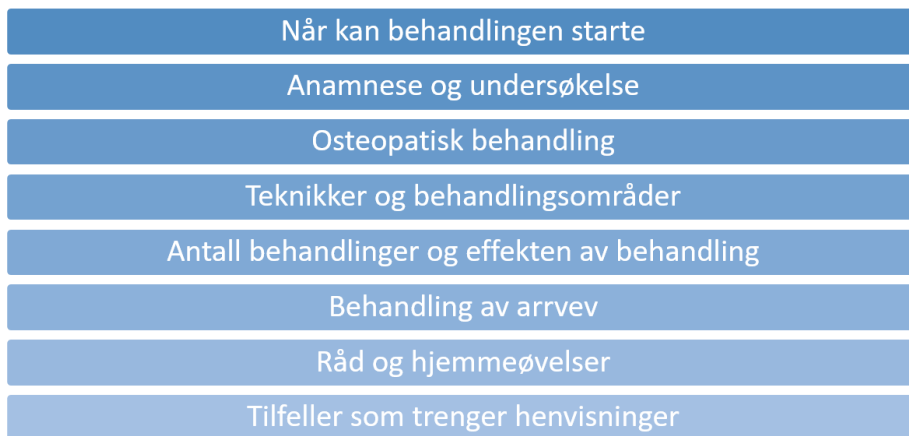 Når kan behandlingen starte
Anamnese og undersøkelse
Osteopatisk behandling
Teknikker og behandlingsområder
Antall behandlinger og effekten av behandling
Behandling av arrvev
Råd og hjemmeøvelser
Tilfeller som trenger henvisninger